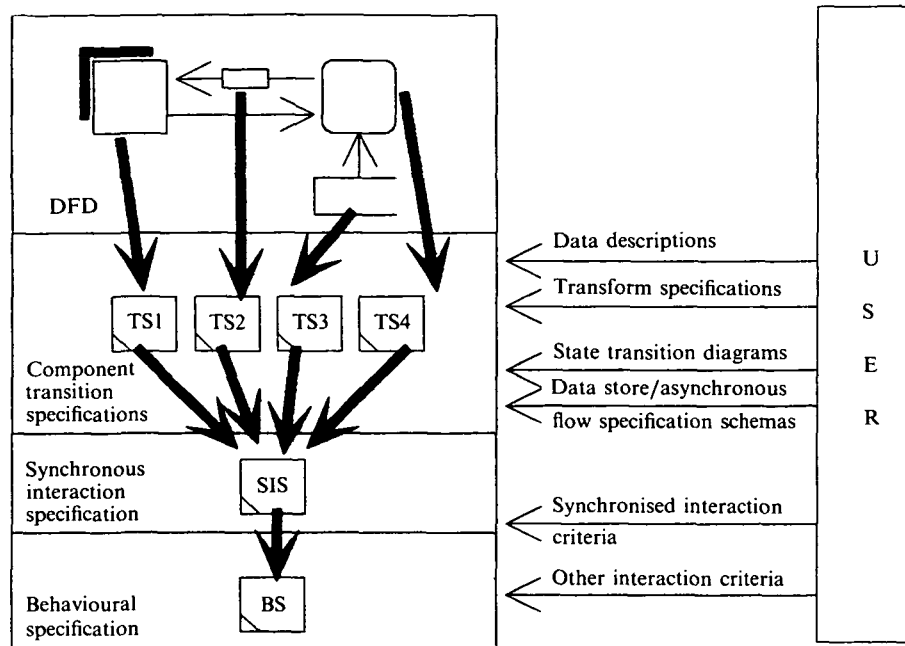 DFD
Data descriptions
Transform specifications
State transition diagrams
Data store/asynchronous
flow specification schemas
TS1
TS2
TS3
TS4
Component
transition
specifications
Synchronous
interaction
specification
SIS
Synchronised interaction
criteria
Other interaction criteria
Behavioural
specification
BS
U
S
E
R